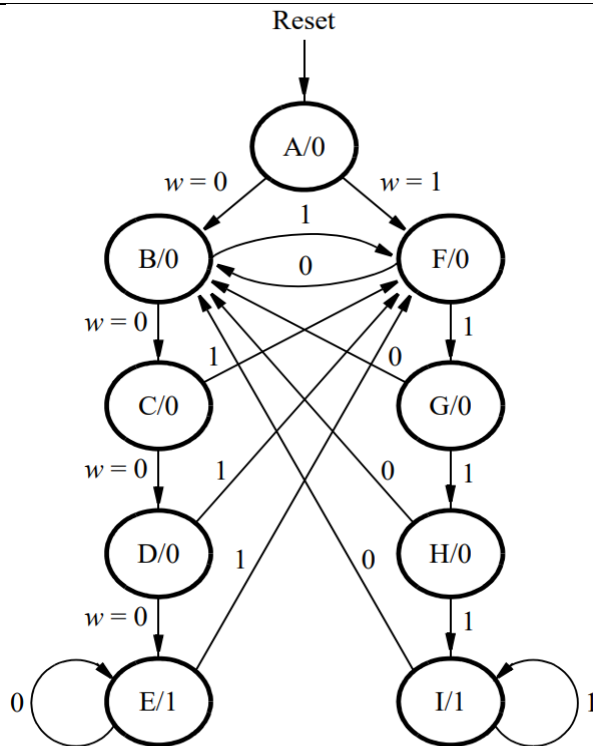 Reset
A/0
w = 0
w = 1
1
B/0
0
F/0
w = 0
1
1
0
C/0
G/0
w = 0
1
0
1
D/0
H/0
w = 0
1
0
1
0
E/1
I/1
1